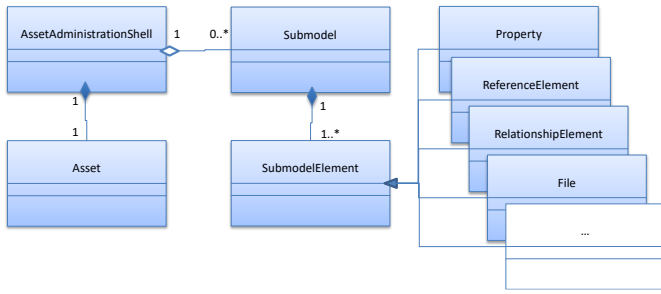 AssetAdministrationShell
1
0..*
Submodel
Property
ReferenceElement
1
1
1
1..*
RelationshipElement
Asset
SubmodelElement
File
...